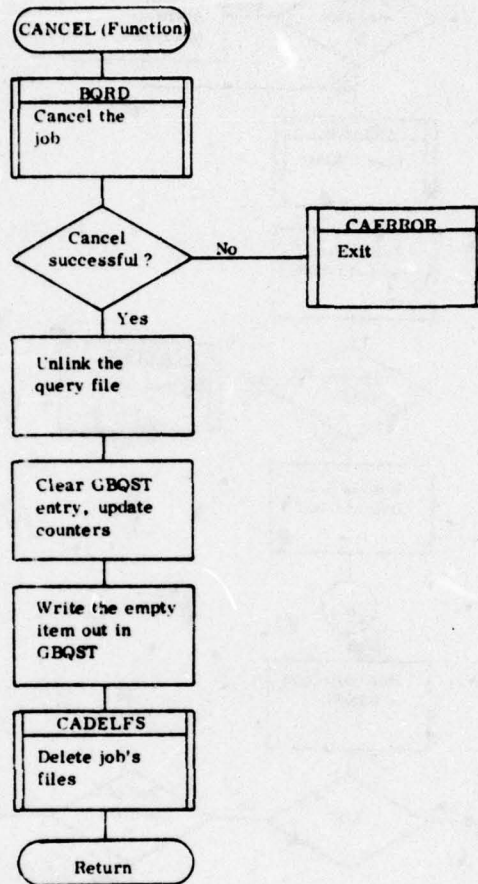 CANCEL (Function)
BQRD
Cancel the
job
Cancel
successful ?
No
CAERROR
Exit
Yes
Unlink the
query file
Clear GBQST
entry, update
counters
Write the empty
item out in
GBQST
CADELFS
Delete job's
files
Return